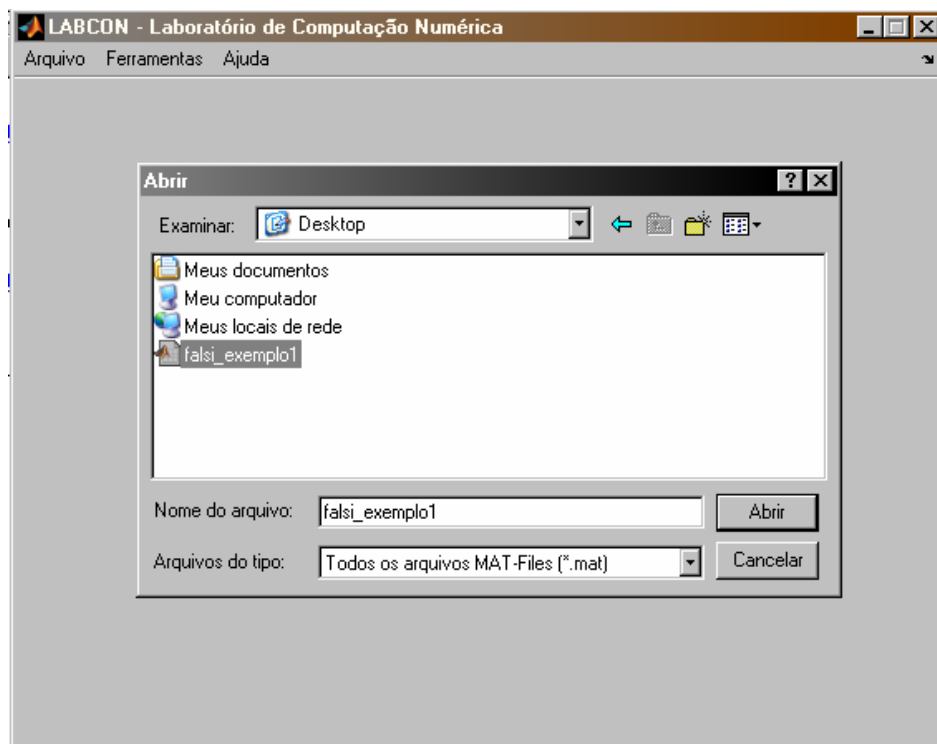 LABCON - Laboratório de Computação Numérica
Arquivo Ferramentas Ajuda
Abrir
Examinar: Desktop
Meus documentos
Meu computador
Meus locais de rede
falsi_exemplo1
Nome do arquivo: falsi_exemplo1 Abrir
Arquivos do tipo: Todos os arquivos MAT-Files (*.mat) Cancelar